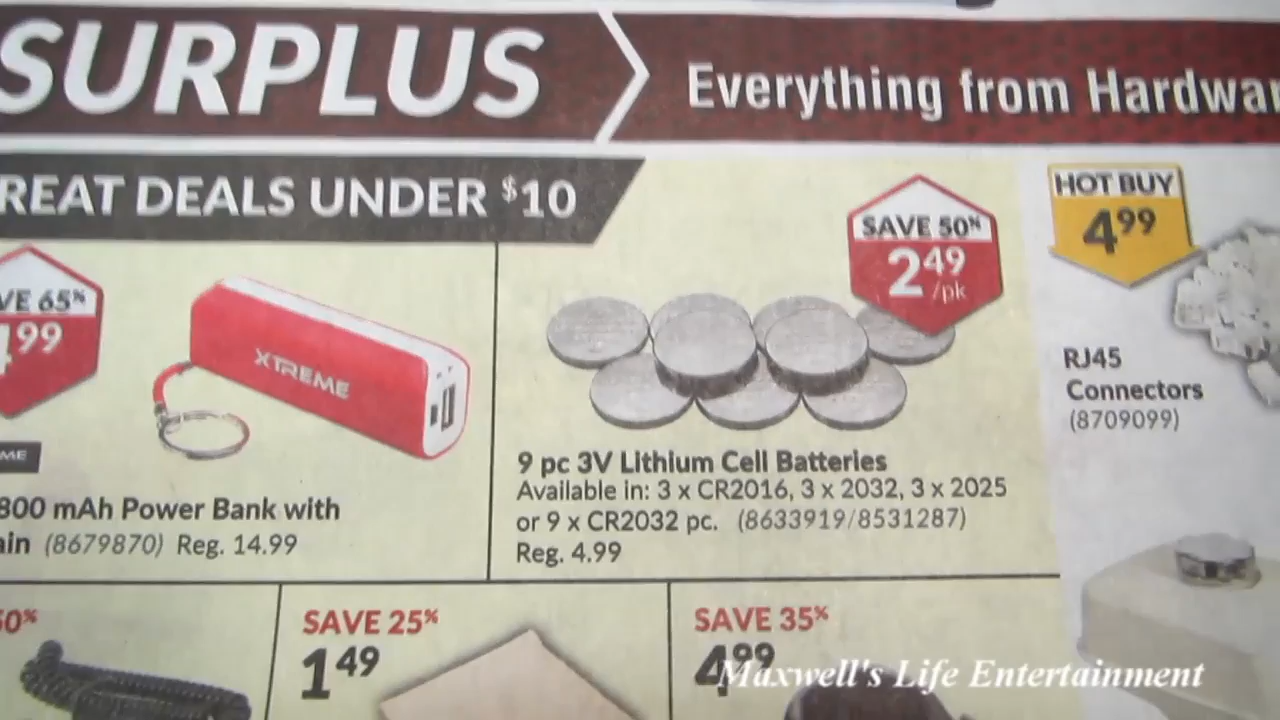 SURPLUS
Everything from Hardwar
REAT DEALS UNDER $10
VE 65%
4.99
XTREME
ME
800 mAh Power Bank with
ain (8679870) Reg. 14.99
SAVE 50%
2.49
/pk
9 pc 3V Lithium Cell Batteries
Available in: 3 x CR2016, 3 x 2032, 3 x 2025
or 9 x CR2032 pc. (8633919/8531287)
Reg. 4.99
HOT BUY
4.99
RJ45
Connectors
(8709099)
50%
SAVE 25%
1.49
SAVE 35%
4.99
Maxwell's Life Entertainment